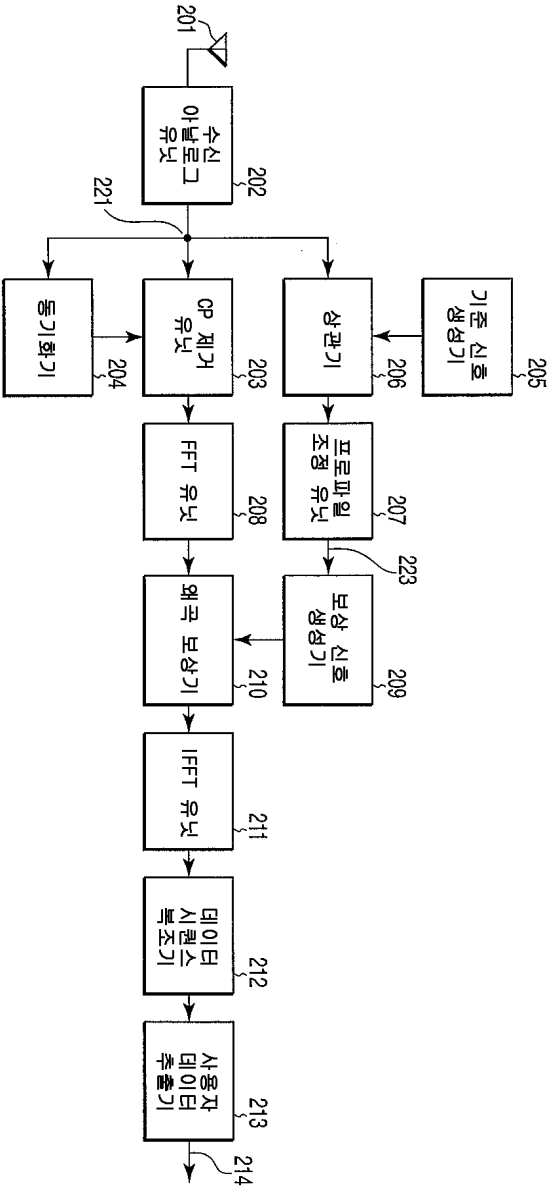 201
수신
아날로그
유닛
202
221
기준 신호
생성기
205
상관기
206
CP 제거
유닛
203
동기화기
204
프로파일
조정 유닛
207
223
FFT 유닛
208
보상 신호
생성기
209
왜곡 보상기
210
IFFT 유닛
211
데이터
시퀀스
복조기
212
사용자
데이터
추출기
213
214